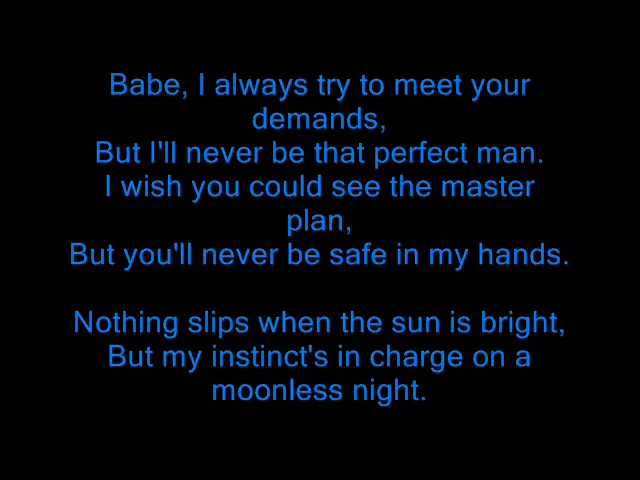 Babe, I always try to meet your
demands,
But I'll never be that perfect man.
I wish you could see the master
plan,
But you'll never be safe in my hands.
Nothing slips when the sun is bright,
But my instinct's in charge on a
moonless night.